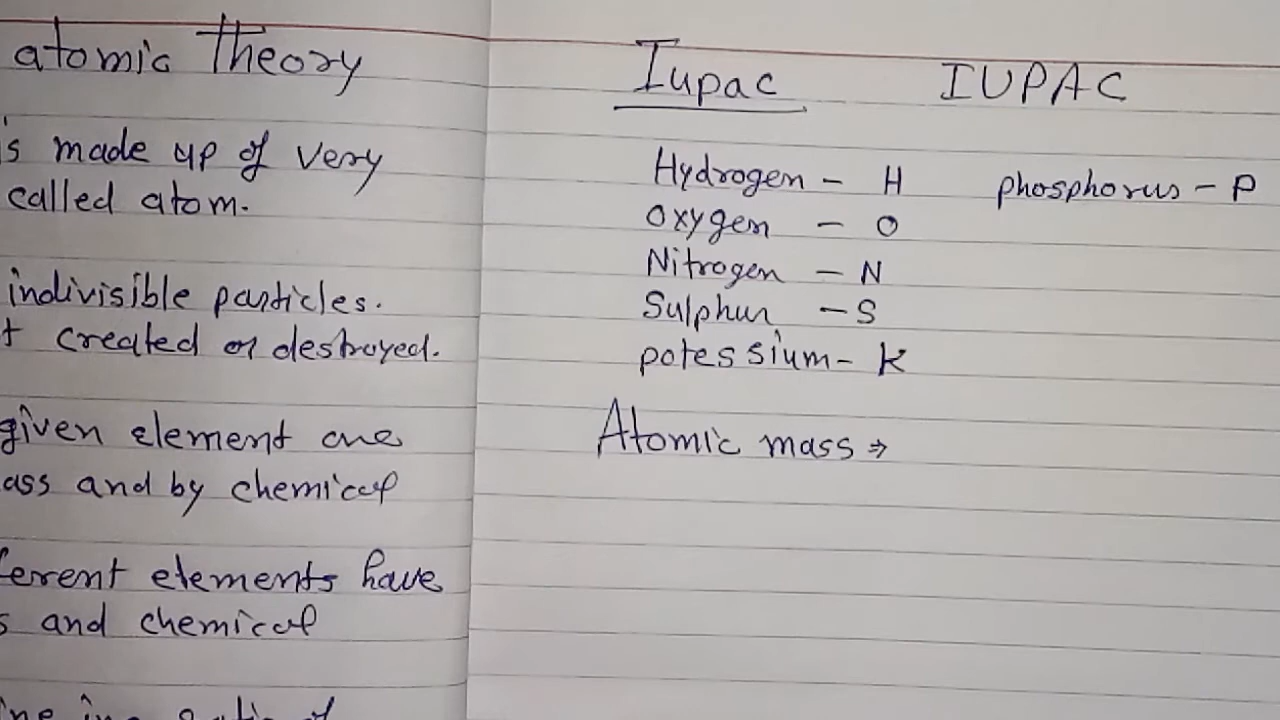 atomic Theory
's made up of very
called atom.
indivisible particles.
t created or destroyed.
given element are
ass and by chemical
ferent elements have
s and chemical
Iupac IUPAC
Hydrogen - H phosphorus - P
Oxygen - O
Nitrogen - N
Sulphur - S
potessium - K
Atomic mass ⇒